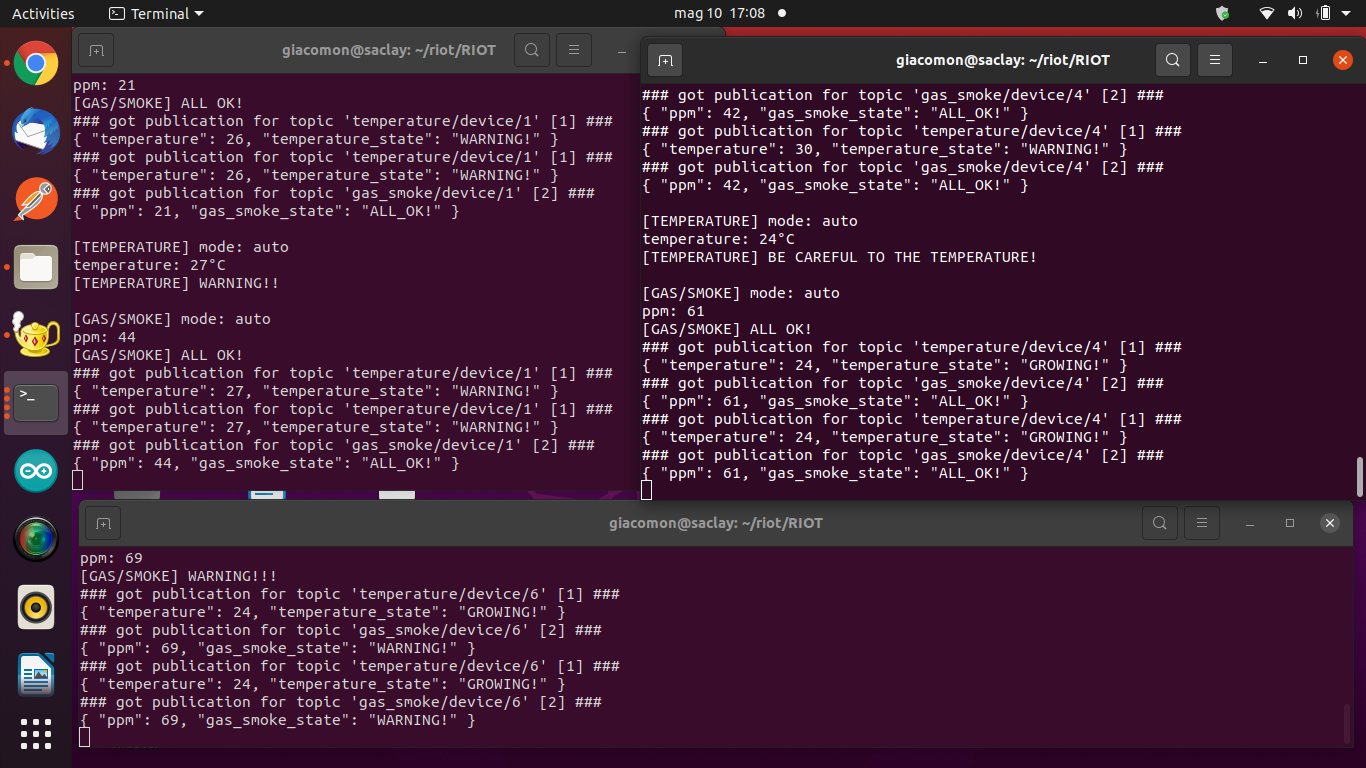 Activities
Terminal
mag 10 17:08
giacomon@saclay: ~/riot/RIOT
ppm: 21
[GAS/SMOKE] ALL OK!
### got publication for topic 'temperature/device/1' [1] ###
{ "temperature": 26, "temperature_state": "WARNING!" }
### got publication for topic 'temperature/device/1' [1] ###
{ "temperature": 26, "temperature_state": "WARNING!" }
### got publication for topic 'gas_smoke/device/1' [2] ###
{ "ppm": 21, "gas_smoke_state": "ALL_OK!" }
[TEMPERATURE] mode: auto
temperature: 27°C
[TEMPERATURE] WARNING!!
[GAS/SMOKE] mode: auto
ppm: 44
[GAS/SMOKE] ALL OK!
### got publication for topic 'temperature/device/1' [1] ###
{ "temperature": 27, "temperature_state": "WARNING!" }
### got publication for topic 'temperature/device/1' [1] ###
{ "temperature": 27, "temperature_state": "WARNING!" }
### got publication for topic 'gas_smoke/device/1' [2] ###
{ "ppm": 44, "gas_smoke_state": "ALL_OK!" }
giacomon@saclay: ~/riot/RIOT
### got publication for topic 'gas_smoke/device/4' [2] ###
{ "ppm": 42, "gas_smoke_state": "ALL_OK!" }
### got publication for topic 'temperature/device/4' [1] ###
{ "temperature": 30, "temperature_state": "WARNING!" }
### got publication for topic 'gas_smoke/device/4' [2] ###
{ "ppm": 42, "gas_smoke_state": "ALL_OK!" }
[TEMPERATURE] mode: auto
temperature: 24°C
[TEMPERATURE] BE CAREFUL TO THE TEMPERATURE!
[GAS/SMOKE] mode: auto
ppm: 61
[GAS/SMOKE] ALL OK!
### got publication for topic 'temperature/device/4' [1] ###
{ "temperature": 24, "temperature_state": "GROWING!" }
### got publication for topic 'gas_smoke/device/4' [2] ###
{ "ppm": 61, "gas_smoke_state": "ALL_OK!" }
### got publication for topic 'temperature/device/4' [1] ###
{ "temperature": 24, "temperature_state": "GROWING!" }
### got publication for topic 'gas_smoke/device/4' [2] ###
{ "ppm": 61, "gas_smoke_state": "ALL_OK!" }
giacomon@saclay: ~/riot/RIOT
ppm: 69
[GAS/SMOKE] WARNING!!!
### got publication for topic 'temperature/device/6' [1] ###
{ "temperature": 24, "temperature_state": "GROWING!" }
### got publication for topic 'gas_smoke/device/6' [2] ###
{ "ppm": 69, "gas_smoke_state": "WARNING!" }
### got publication for topic 'temperature/device/6' [1] ###
{ "temperature": 24, "temperature_state": "GROWING!" }
### got publication for topic 'gas_smoke/device/6' [2] ###
{ "ppm": 69, "gas_smoke_state": "WARNING!" }